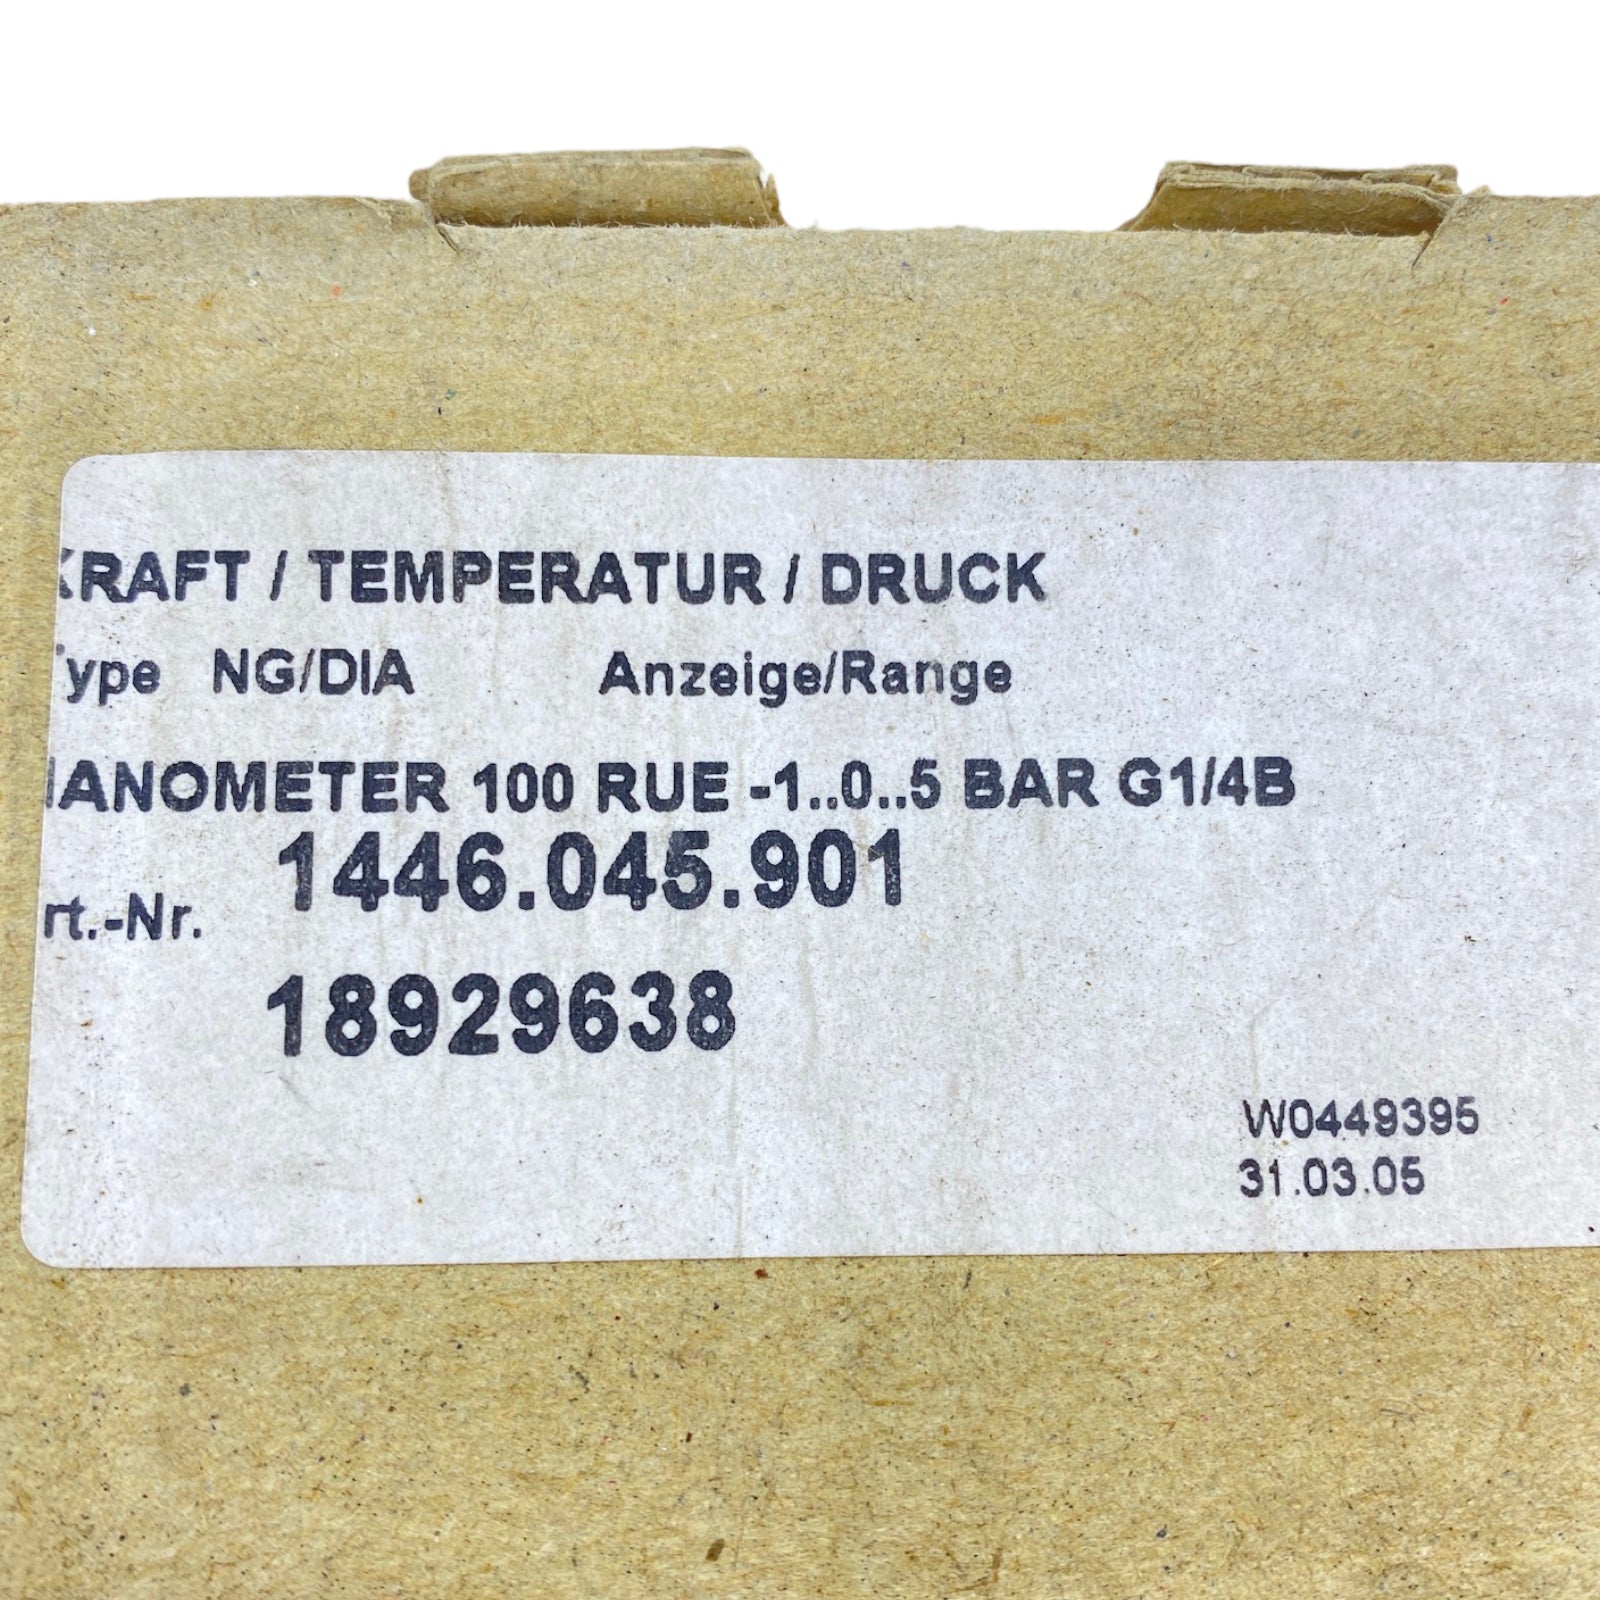 KRAFT / TEMPERATUR / DRUCK
Type NG/DIA Anzeige/Range
MANOMETER 100 RUE -1..0..5 BAR G1/4B
1446.045.901
rt.-Nr.
18929638
W0449395
31.03.05